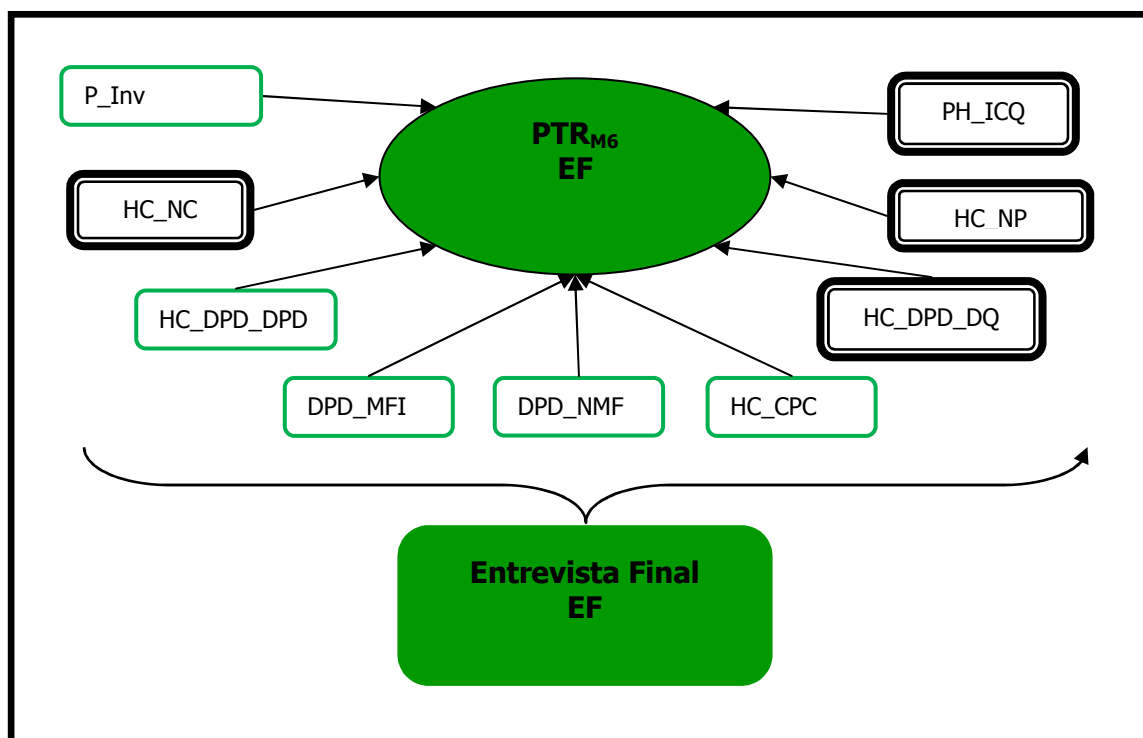 P_Inv
PTRM6
EF
PH_ICQ
HC_NC
HC_NP
HC_DPD_DPD
HC_DPD_DQ
DPD_MFI
DPD_NMF
HC_CPC
Entrevista Final
EF